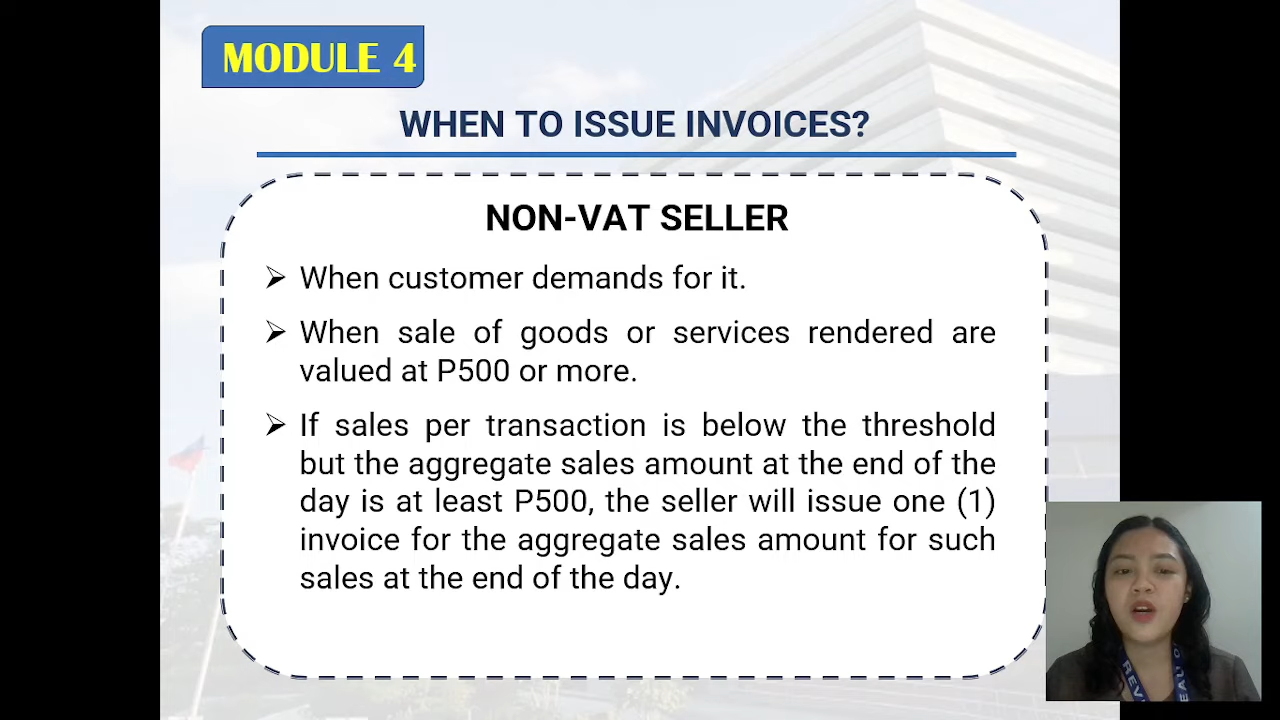 MODULE 4
WHEN TO ISSUE INVOICES?
NON-VAT SELLER
➢ When customer demands for it.
➢ When sale of goods or services rendered are
valued at P500 or more.
➢ If sales per transaction is below the threshold
but the aggregate sales amount at the end of the
day is at least P500, the seller will issue one (1)
invoice for the aggregate sales amount for such
sales at the end of the day.